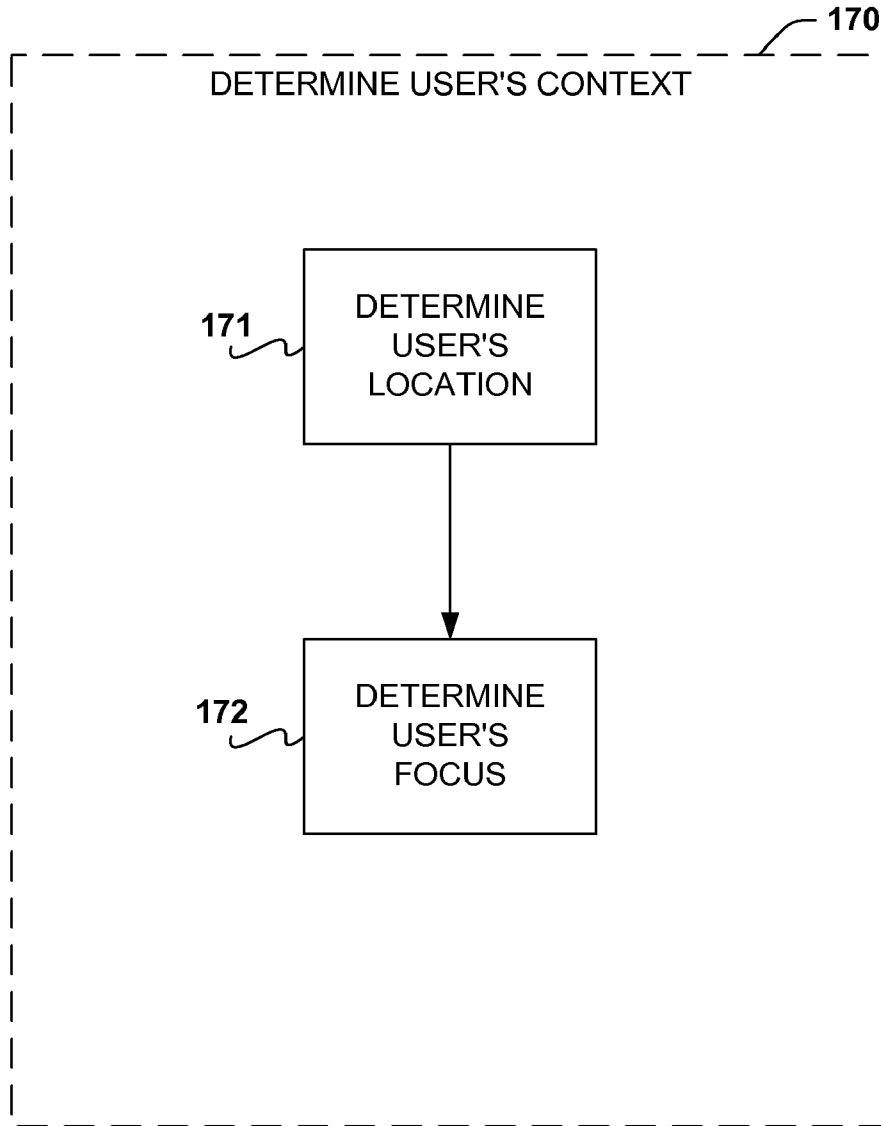 170
DETERMINE USER'S CONTEXT
171
DETERMINE
USER'S
LOCATION
172
DETERMINE
USER'S
FOCUS